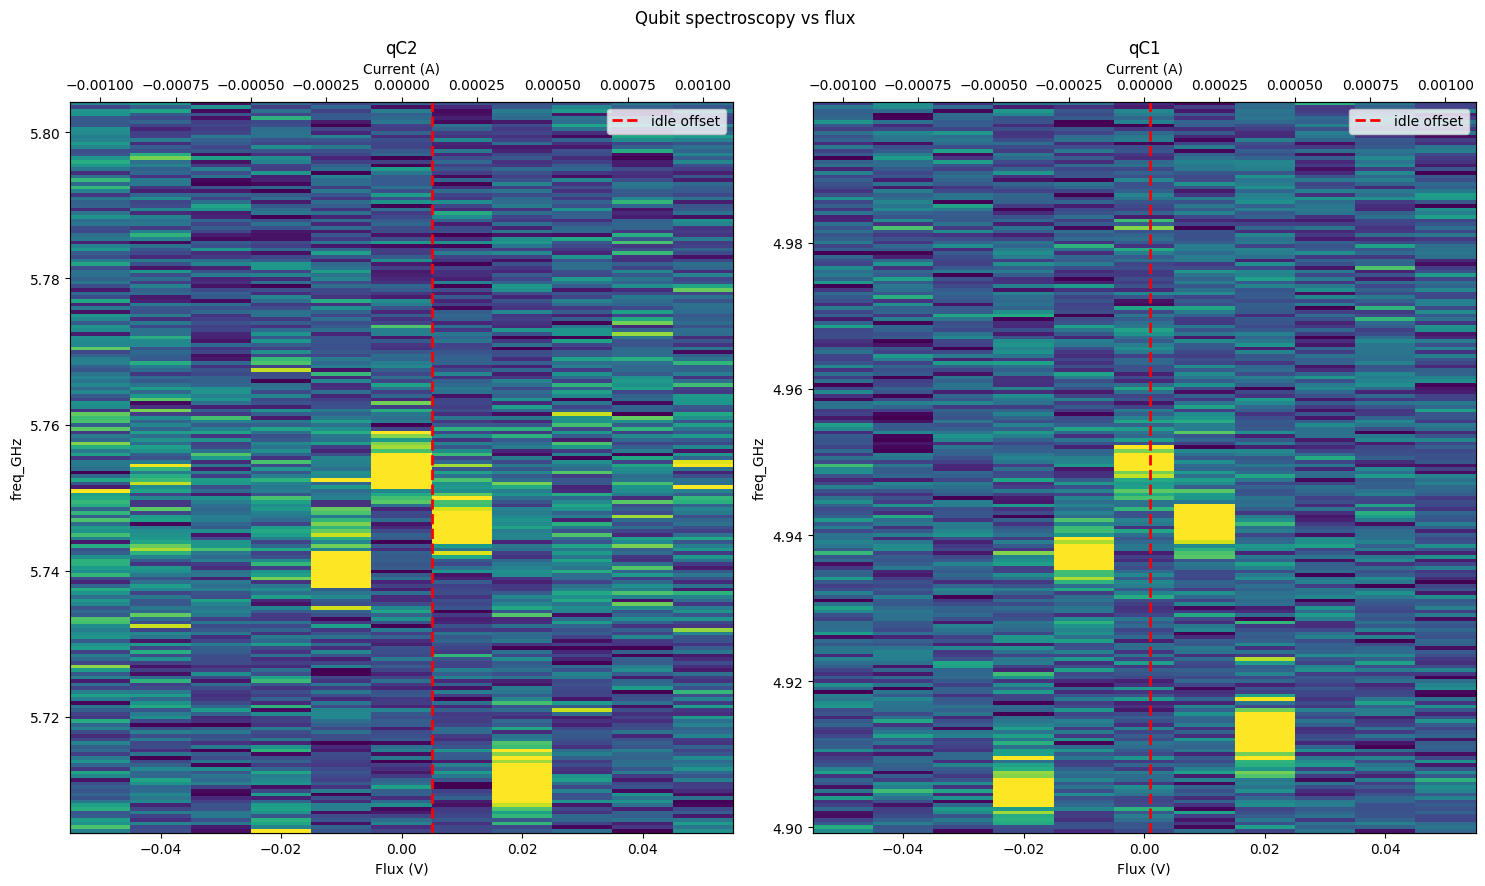 Qubit spectroscopy vs flux
qC2
Current (A)
−0.00100 −0.00075 −0.00050 −0.00025 0.00000 0.00025 0.00050 0.00075 0.00100
idle offset
freq_GHz
5.80
5.78
5.76
5.74
5.72
−0.04 −0.02 0.00 0.02 0.04
Flux (V)
qC1
Current (A)
−0.00100 −0.00075 −0.00050 −0.00025 0.00000 0.00025 0.00050 0.00075 0.00100
idle offset
freq_GHz
4.98
4.96
4.94
4.92
4.90
−0.04 −0.02 0.00 0.02 0.04
Flux (V)